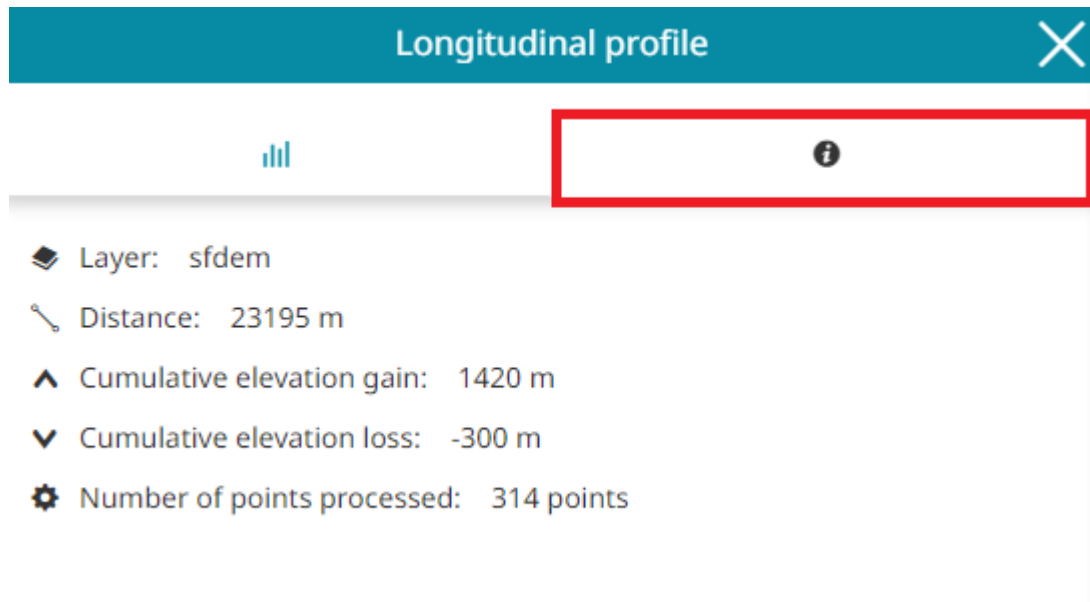 Longitudinal profile
Layer: sfdem
Distance: 23195 m
Cumulative elevation gain: 1420 m
Cumulative elevation loss: -300 m
Number of points processed: 314 points